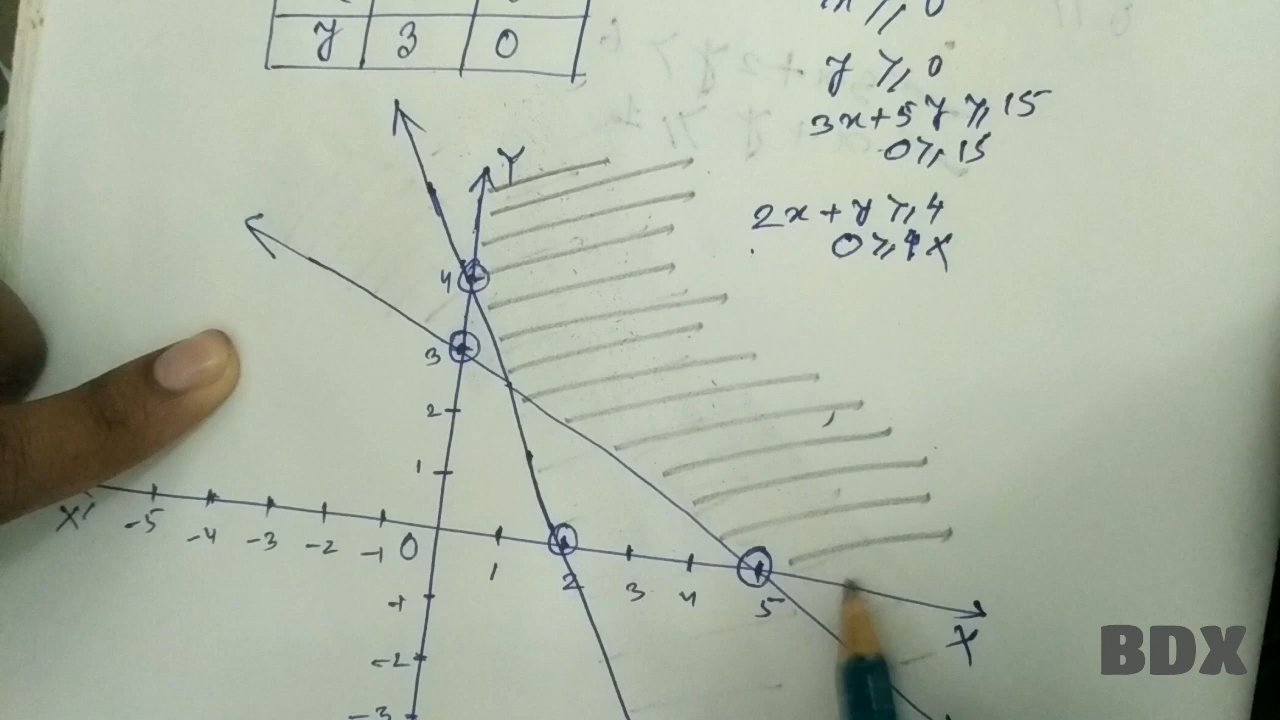 y 3 0
x ⩾ 0
y ⩾ 0
3x+5y ⩾ 15
0 ⩾ 15
2x+y ⩾ 4
0 ⩾ 4 x
Y
4
3
2
1
X' -5 -4 -3 -2 -1 0 1 2 3 4 5 X
-1
-2
-3
BDX